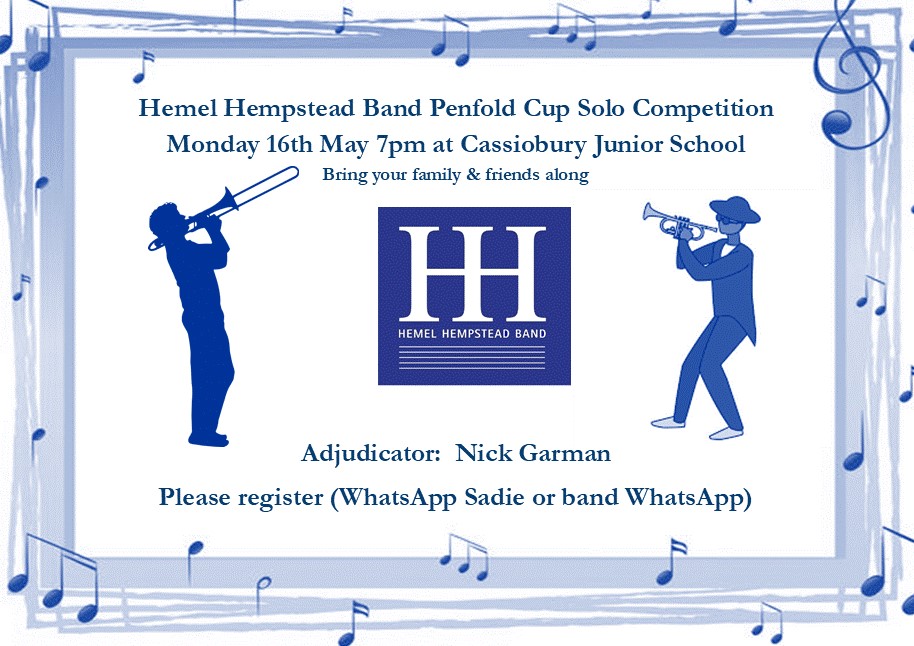 Hemel Hempstead Band Penfold Cup Solo Competition
Monday 16th May 7pm at Cassiobury Junior School
Bring your family & friends along
HH
HEMEL HEMPSTEAD BAND
Adjudicator:  Nick Garman
Please register (WhatsApp Sadie or band WhatsApp)